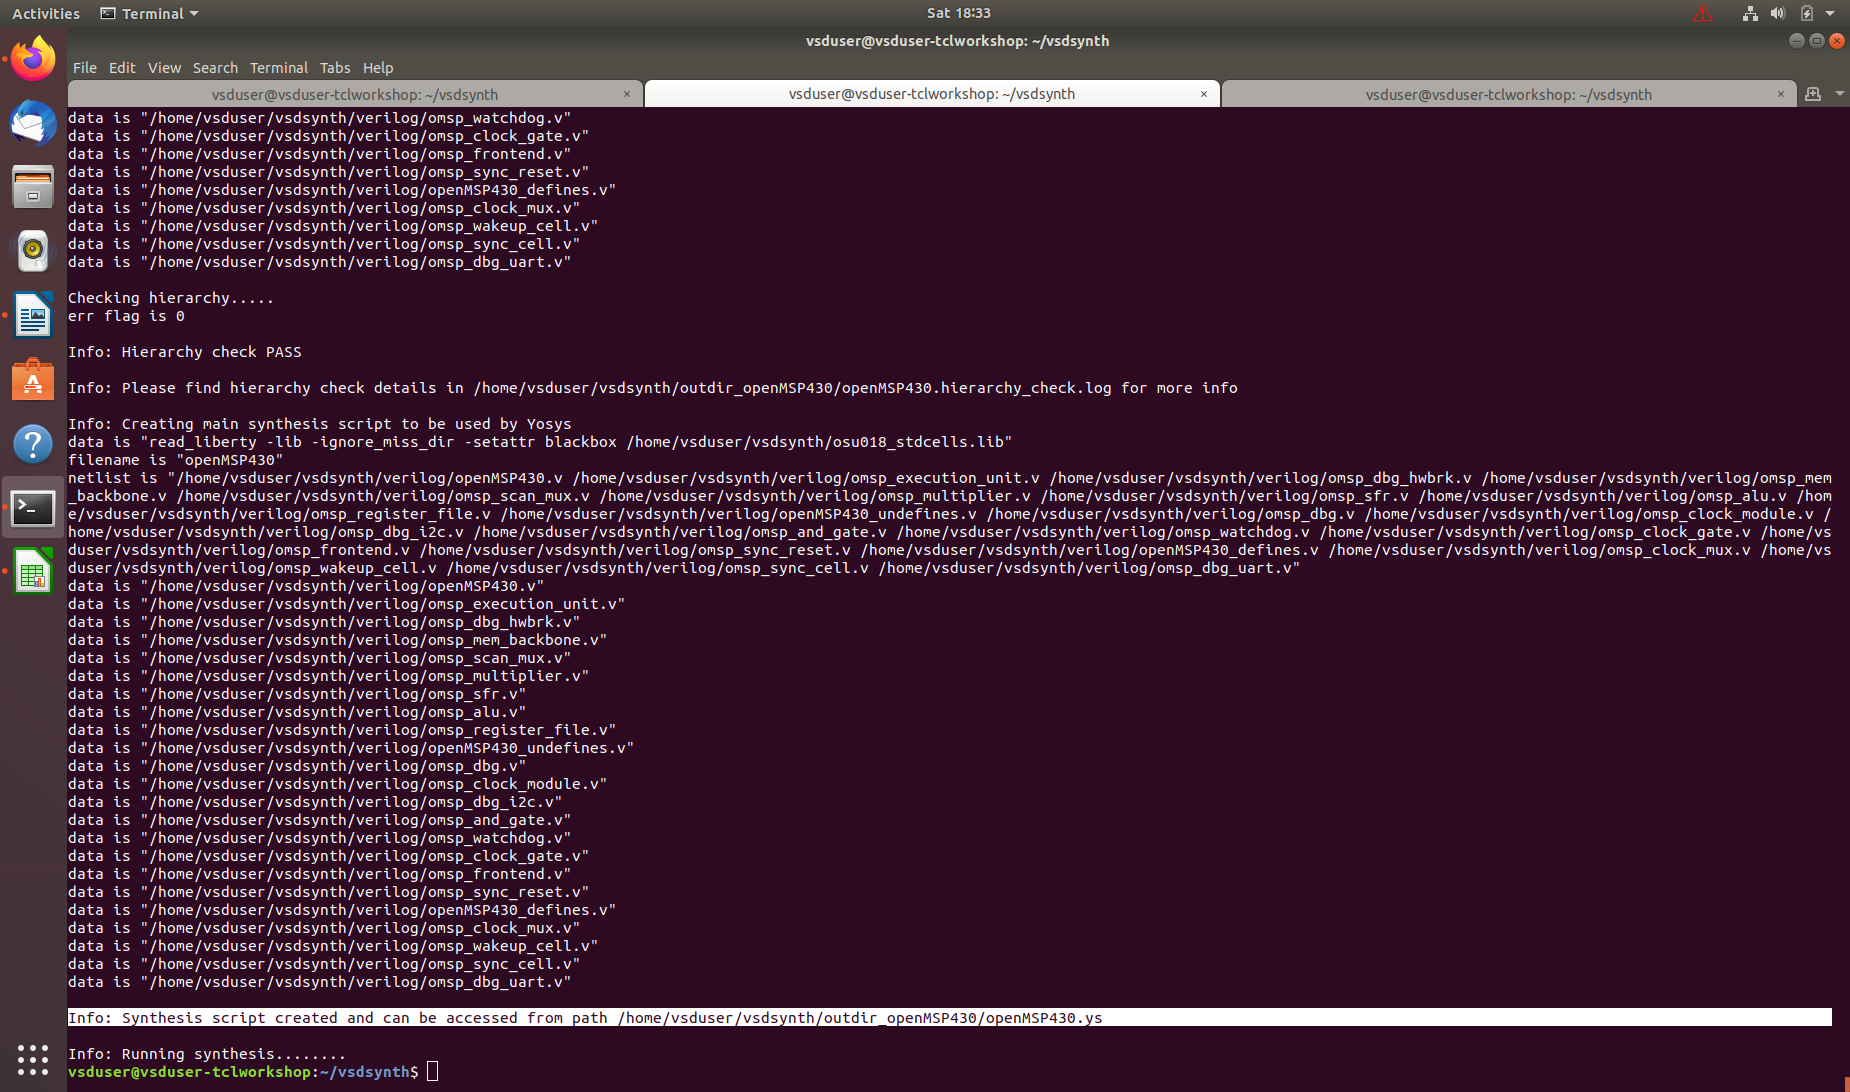 Activities
Terminal
Sat 18:33
vsduser@vsduser-tclworkshop: ~/vsdsynth
File Edit View Search Terminal Tabs Help
vsduser@vsduser-tclworkshop: ~/vsdsynth ×
vsduser@vsduser-tclworkshop: ~/vsdsynth ×
vsduser@vsduser-tclworkshop: ~/vsdsynth ×
data is "/home/vsduser/vsdsynth/verilog/omsp_watchdog.v"
data is "/home/vsduser/vsdsynth/verilog/omsp_clock_gate.v"
data is "/home/vsduser/vsdsynth/verilog/omsp_frontend.v"
data is "/home/vsduser/vsdsynth/verilog/omsp_sync_reset.v"
data is "/home/vsduser/vsdsynth/verilog/openMSP430_defines.v"
data is "/home/vsduser/vsdsynth/verilog/omsp_clock_mux.v"
data is "/home/vsduser/vsdsynth/verilog/omsp_wakeup_cell.v"
data is "/home/vsduser/vsdsynth/verilog/omsp_sync_cell.v"
data is "/home/vsduser/vsdsynth/verilog/omsp_dbg_uart.v"
Checking hierarchy.....
err flag is 0
Info: Hierarchy check PASS
Info: Please find hierarchy check details in /home/vsduser/vsdsynth/outdir_openMSP430/openMSP430.hierarchy_check.log for more info
Info: Creating main synthesis script to be used by Yosys
data is "read_liberty -lib -ignore_miss_dir -setattr blackbox /home/vsduser/vsdsynth/osu018_stdcells.lib"
filename is "openMSP430"
netlist is "/home/vsduser/vsdsynth/verilog/openMSP430.v /home/vsduser/vsdsynth/verilog/omsp_execution_unit.v /home/vsduser/vsdsynth/verilog/omsp_dbg_hwbrk.v /home/vsduser/vsdsynth/verilog/omsp_mem
_backbone.v /home/vsduser/vsdsynth/verilog/omsp_scan_mux.v /home/vsduser/vsdsynth/verilog/omsp_multiplier.v /home/vsduser/vsdsynth/verilog/omsp_sfr.v /home/vsduser/vsdsynth/verilog/omsp_alu.v /hom
e/vsduser/vsdsynth/verilog/omsp_register_file.v /home/vsduser/vsdsynth/verilog/openMSP430_undefines.v /home/vsduser/vsdsynth/verilog/omsp_dbg.v /home/vsduser/vsdsynth/verilog/omsp_clock_module.v /
home/vsduser/vsdsynth/verilog/omsp_dbg_i2c.v /home/vsduser/vsdsynth/verilog/omsp_and_gate.v /home/vsduser/vsdsynth/verilog/omsp_watchdog.v /home/vsduser/vsdsynth/verilog/omsp_clock_gate.v /home/vs
duser/vsdsynth/verilog/omsp_frontend.v /home/vsduser/vsdsynth/verilog/omsp_sync_reset.v /home/vsduser/vsdsynth/verilog/openMSP430_defines.v /home/vsduser/vsdsynth/verilog/omsp_clock_mux.v /home/vs
duser/vsdsynth/verilog/omsp_wakeup_cell.v /home/vsduser/vsdsynth/verilog/omsp_sync_cell.v /home/vsduser/vsdsynth/verilog/omsp_dbg_uart.v"
data is "/home/vsduser/vsdsynth/verilog/openMSP430.v"
data is "/home/vsduser/vsdsynth/verilog/omsp_execution_unit.v"
data is "/home/vsduser/vsdsynth/verilog/omsp_dbg_hwbrk.v"
data is "/home/vsduser/vsdsynth/verilog/omsp_mem_backbone.v"
data is "/home/vsduser/vsdsynth/verilog/omsp_scan_mux.v"
data is "/home/vsduser/vsdsynth/verilog/omsp_multiplier.v"
data is "/home/vsduser/vsdsynth/verilog/omsp_sfr.v"
data is "/home/vsduser/vsdsynth/verilog/omsp_alu.v"
data is "/home/vsduser/vsdsynth/verilog/omsp_register_file.v"
data is "/home/vsduser/vsdsynth/verilog/openMSP430_undefines.v"
data is "/home/vsduser/vsdsynth/verilog/omsp_dbg.v"
data is "/home/vsduser/vsdsynth/verilog/omsp_clock_module.v"
data is "/home/vsduser/vsdsynth/verilog/omsp_dbg_i2c.v"
data is "/home/vsduser/vsdsynth/verilog/omsp_and_gate.v"
data is "/home/vsduser/vsdsynth/verilog/omsp_watchdog.v"
data is "/home/vsduser/vsdsynth/verilog/omsp_clock_gate.v"
data is "/home/vsduser/vsdsynth/verilog/omsp_frontend.v"
data is "/home/vsduser/vsdsynth/verilog/omsp_sync_reset.v"
data is "/home/vsduser/vsdsynth/verilog/openMSP430_defines.v"
data is "/home/vsduser/vsdsynth/verilog/omsp_clock_mux.v"
data is "/home/vsduser/vsdsynth/verilog/omsp_wakeup_cell.v"
data is "/home/vsduser/vsdsynth/verilog/omsp_sync_cell.v"
data is "/home/vsduser/vsdsynth/verilog/omsp_dbg_uart.v"
Info: Synthesis script created and can be accessed from path /home/vsduser/vsdsynth/outdir_openMSP430/openMSP430.ys
Info: Running synthesis........
vsduser@vsduser-tclworkshop:~/vsdsynth$